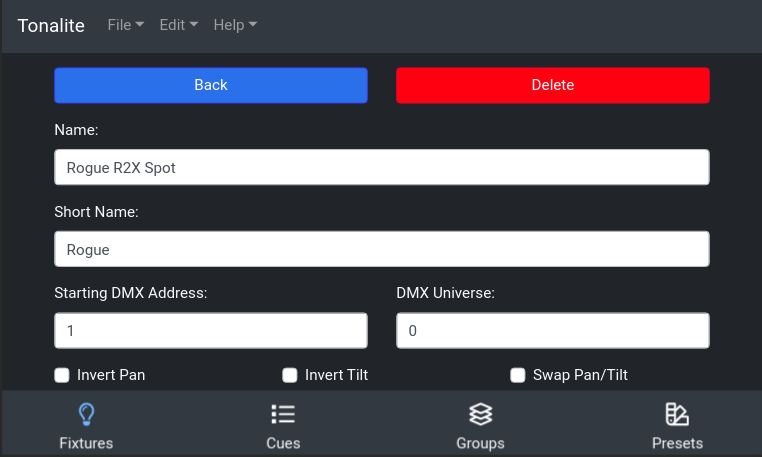 Tonalite File Edit Help
Back Delete
Name:
Rogue R2X Spot
Short Name:
Rogue
Starting DMX Address: DMX Universe:
1 0
Invert Pan Invert Tilt Swap Pan/Tilt
Fixtures Cues Groups Presets